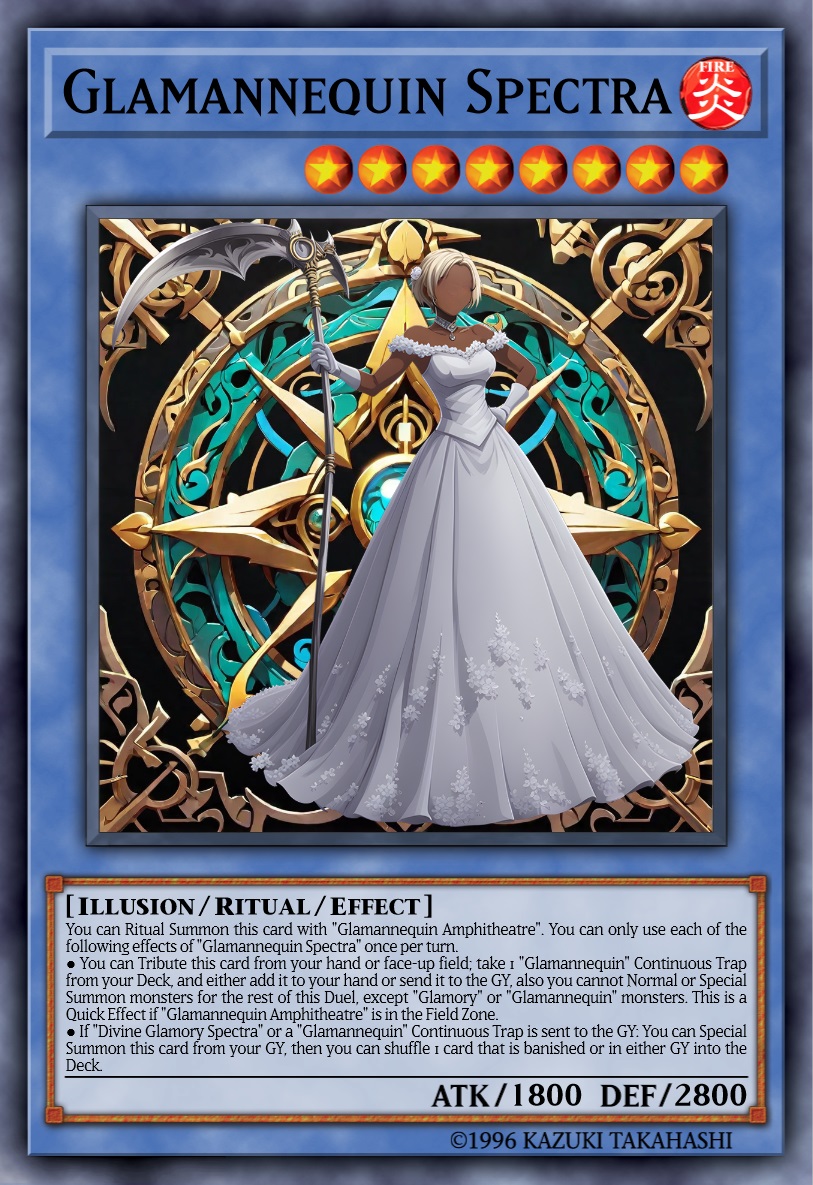 Glamannequin Spectra
FIRE
炎
[Illusion/Ritual/Effect]
You can Ritual Summon this card with "Glamannequin Amphitheatre". You can only use each of the
following effects of "Glamannequin Spectra" once per turn.
● You can Tribute this card from your hand or face-up field; take 1 "Glamannequin" Continuous Trap
from your Deck, and either add it to your hand or send it to the GY, also you cannot Normal or Special
Summon monsters for the rest of this Duel, except "Glamory" or "Glamannequin" monsters. This is a
Quick Effect if "Glamannequin Amphitheatre" is in the Field Zone.
● If "Divine Glamory Spectra" or a "Glamannequin" Continuous Trap is sent to the GY: You can Special
Summon this card from your GY, then you can shuffle 1 card that is banished or in either GY into the
Deck.
ATK/1800 DEF/2800
©1996 KAZUKI TAKAHASHI